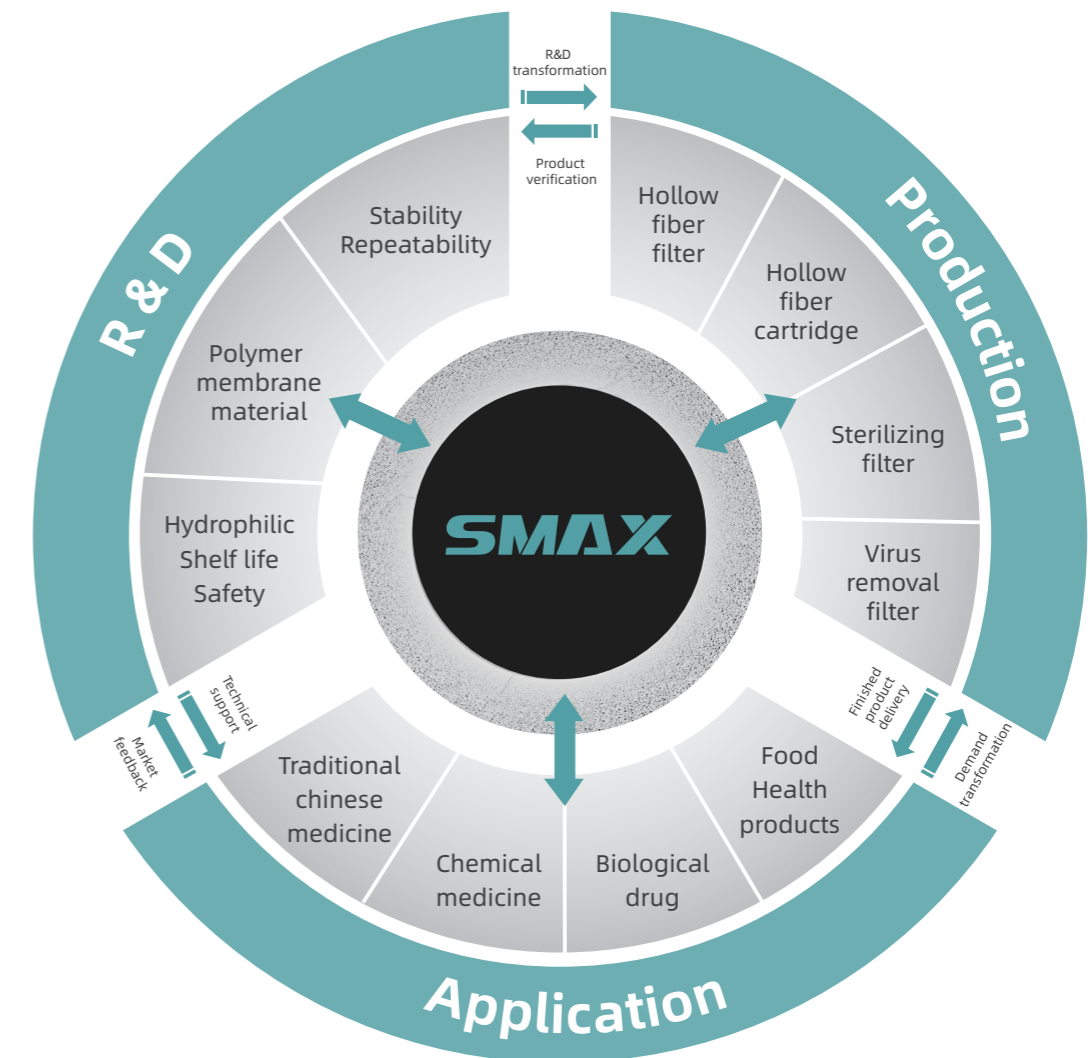 R&D
transformation
Product
verification
R & D
Stability
Repeatability
Polymer
membrane
material
Hydrophilic
Shelf life
Safety
Production
Hollow
fiber
filter
Hollow
fiber
cartridge
Sterilizing
filter
Virus
removal
filter
SMAX
Technical
support
Market
feedback
Finished
product
delivery
Demand
transformation
Traditional
chinese
medicine
Chemical
medicine
Biological
drug
Food
Health
products
Application